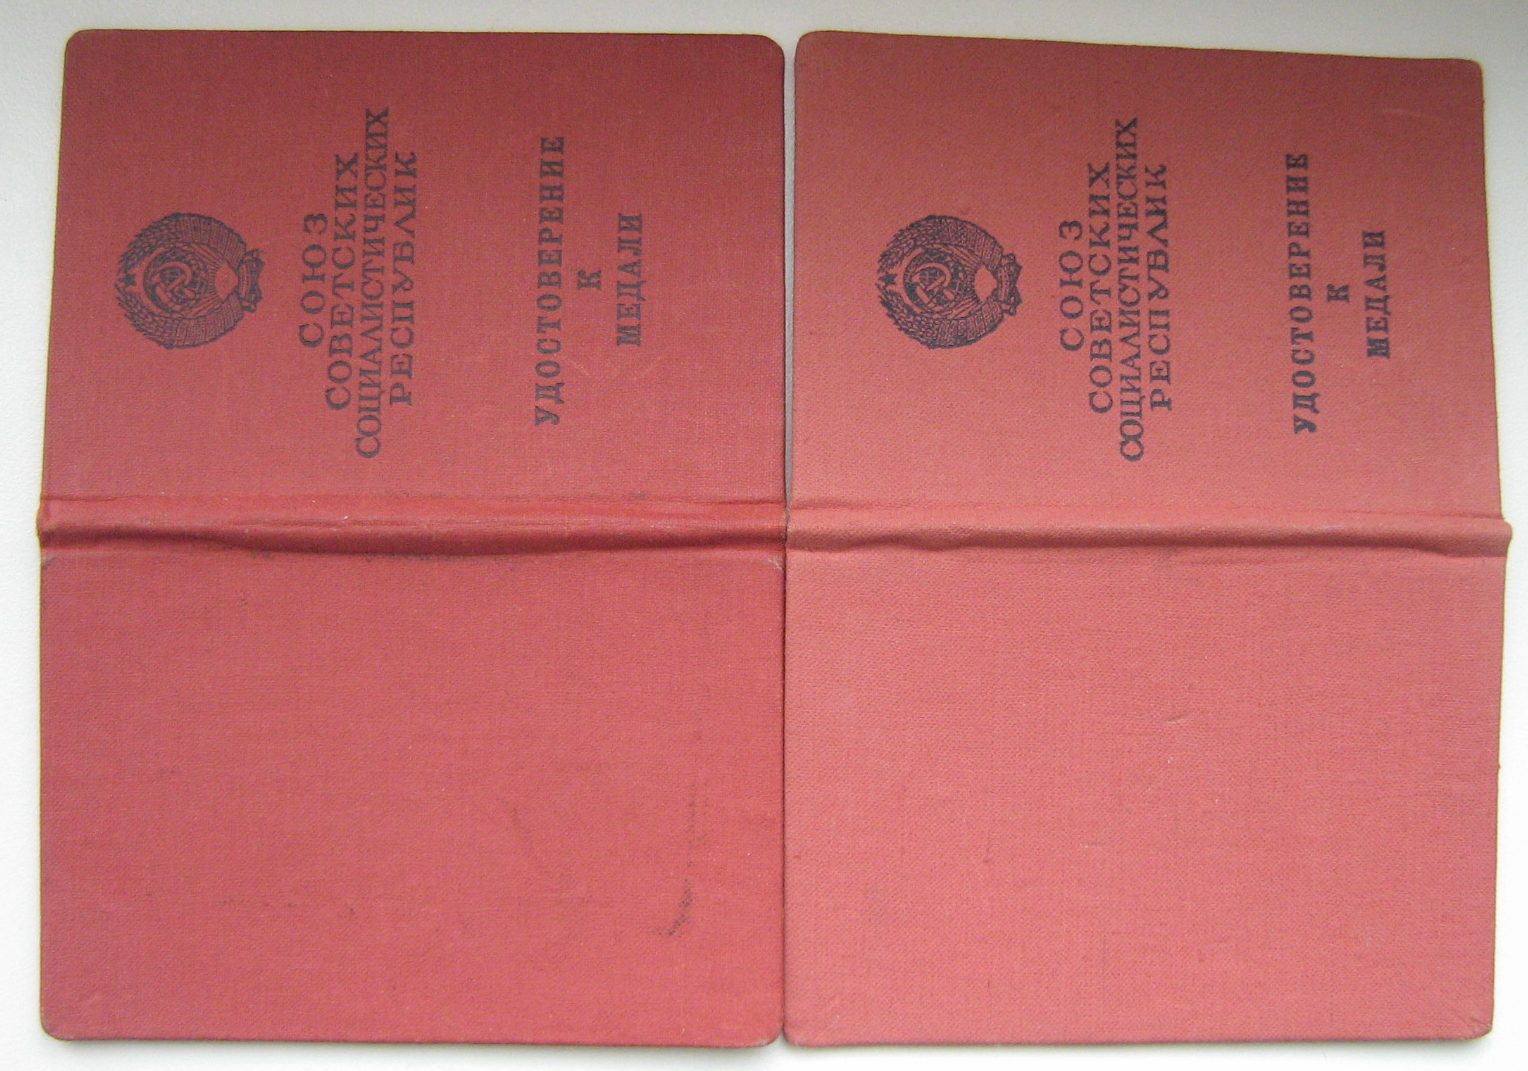 СОЮЗ
СОВЕТСКИХ
СОЦИАЛИСТИЧЕСКИХ
РЕСПУБЛИК
УДОСТОВЕРЕНИЕ
К
МЕДАЛИ
СОЮЗ
СОВЕТСКИХ
СОЦИАЛИСТИЧЕСКИХ
РЕСПУБЛИК
УДОСТОВЕРЕНИЕ
К
МЕДАЛИ